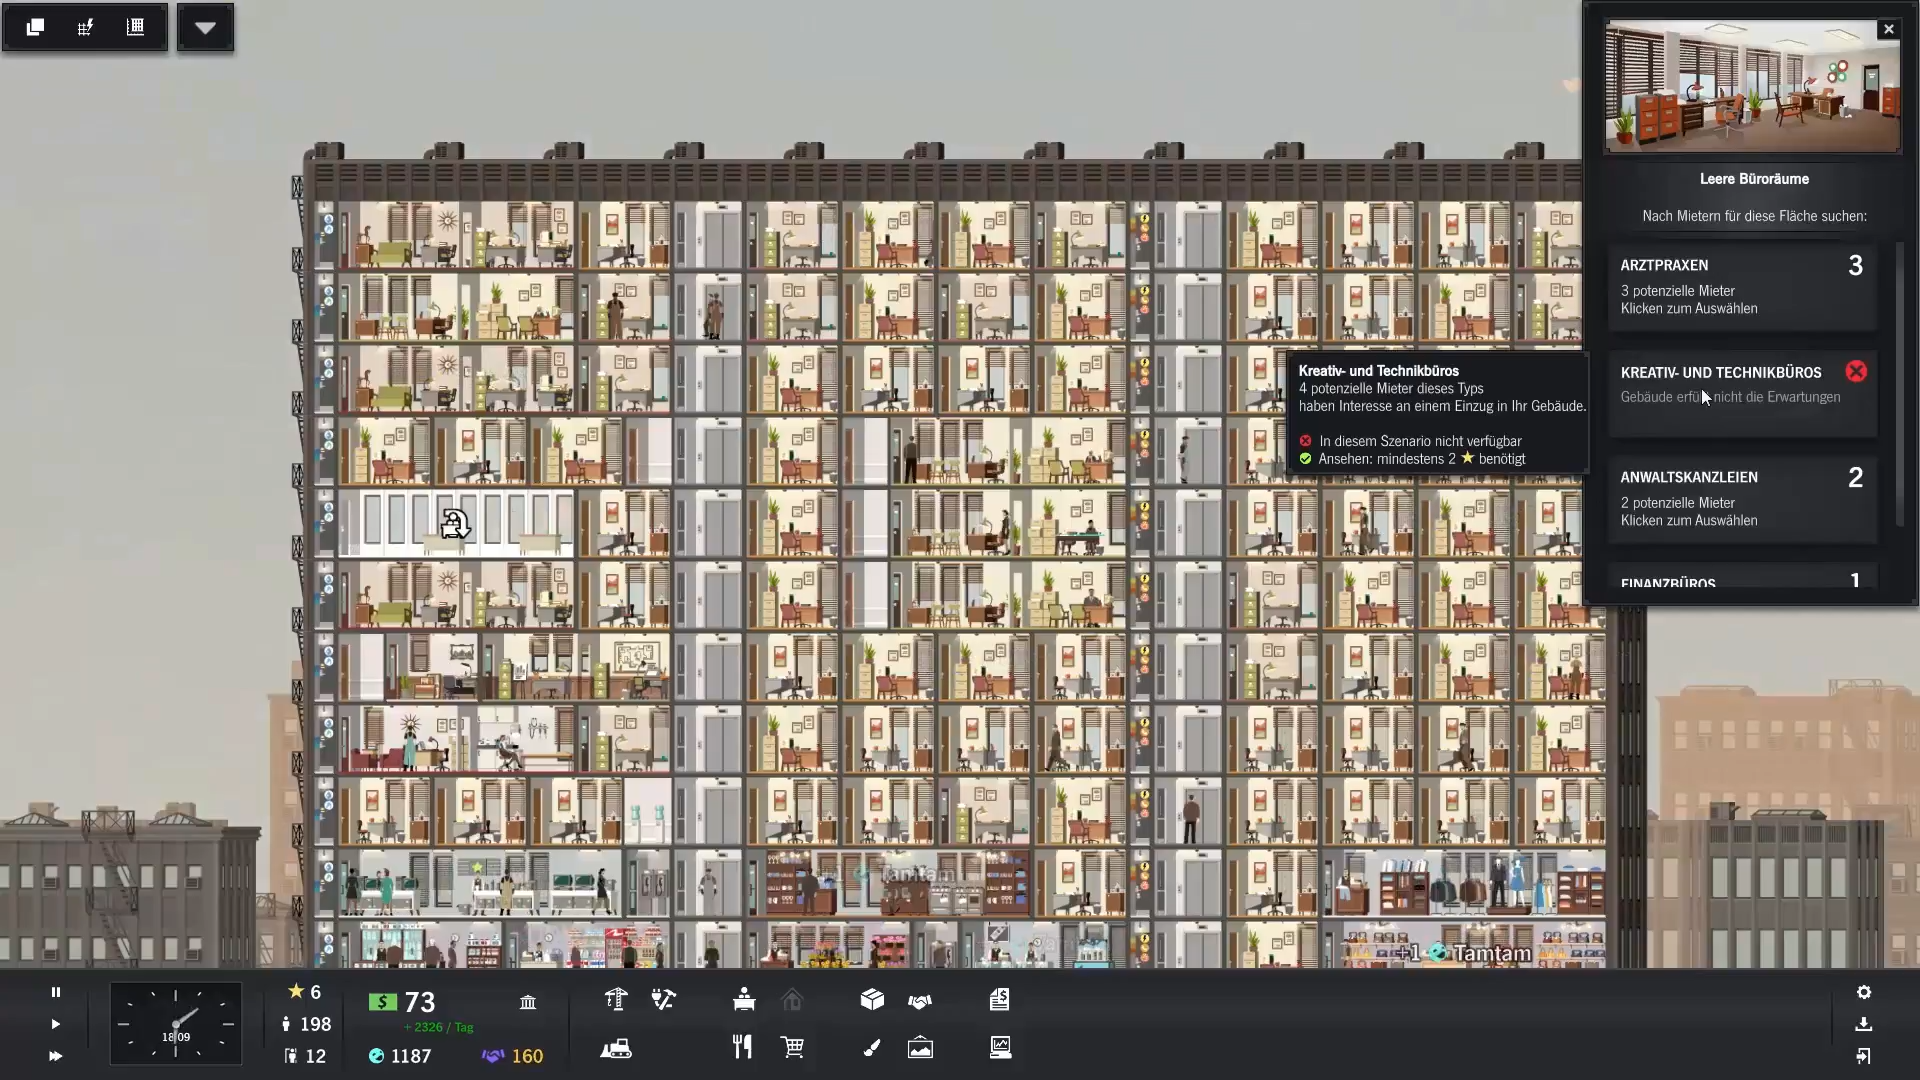 Leere Büroräume
Nach Mietern für diese Fläche suchen:
ARZTPRAXEN 3
3 potenzielle Mieter
Klicken zum Auswählen
KREATIV- UND TECHNIKBÜROS
Gebäude erfü nicht die Erwartungen
Kreativ- und Technikbüros
4 potenzielle Mieter dieses Typs
haben Interesse an einem Einzug in Ihr Gebäude.
In diesem Szenario nicht verfügbar
Ansehen: mindestens 2 benötigt
ANWALTSKANZLEIEN 2
2 potenzielle Mieter
Klicken zum Auswählen
FINANZBÜROS 1
Tamtam
+1 Tamtam
18:09
6
198
12
$ 73
+ 2326 / Tag
1187
160